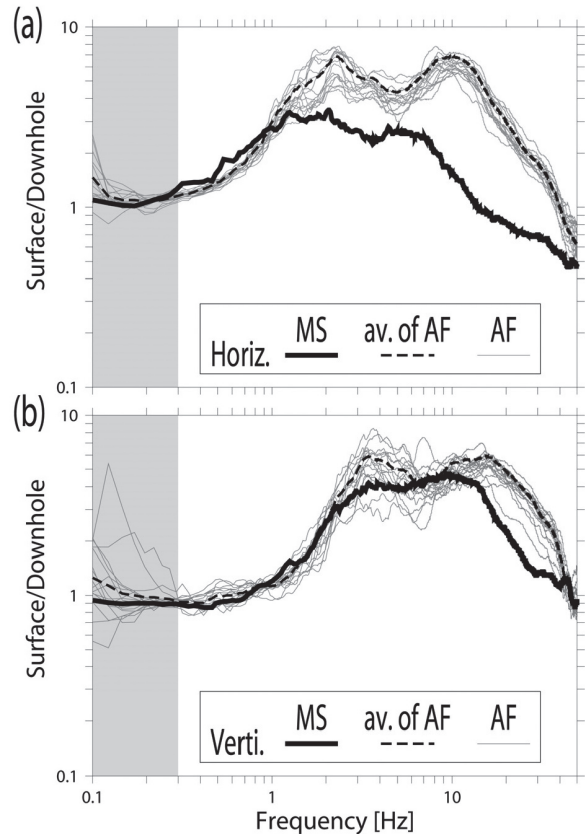 (a)
10
1
0.1
Surface/Downhole
MS av. of AF AF
Horiz.
(b)
10
1
0.1
Surface/Downhole
MS av. of AF AF
Verti.
0.1 1 10
Frequency [Hz]